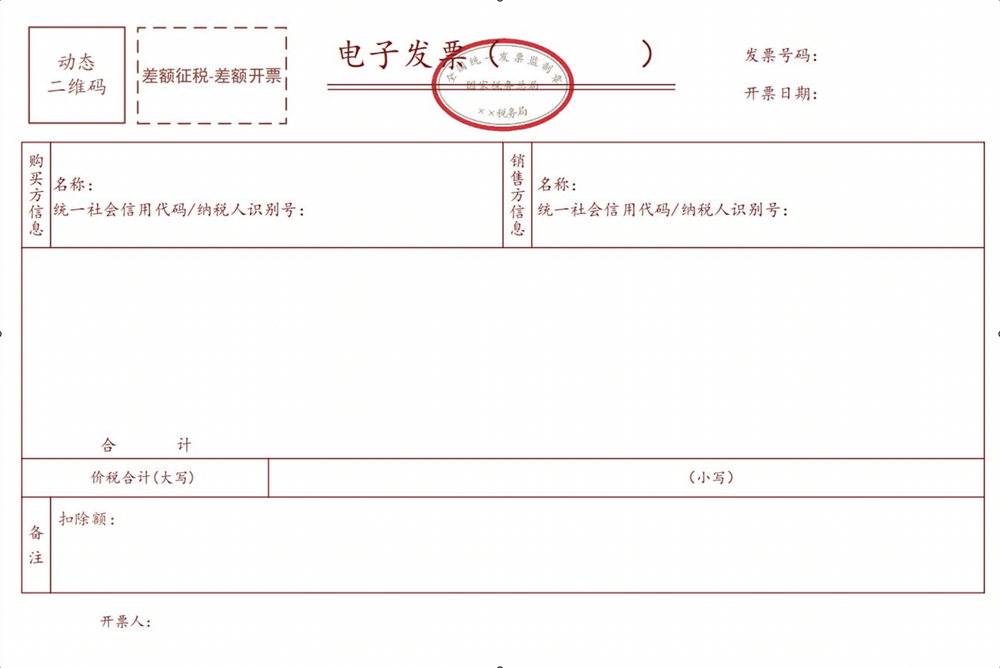 动态
二维码
差额征税-差额开票
电子发票（　　　）
全国统一发票监制章
国家税务总局
××税务局
发票号码：
开票日期：
购买方信息
名称：
统一社会信用代码/纳税人识别号：
销售方信息
名称：
统一社会信用代码/纳税人识别号：
合　　计
价税合计(大写)
（小写）
备注
扣除额：
开票人：